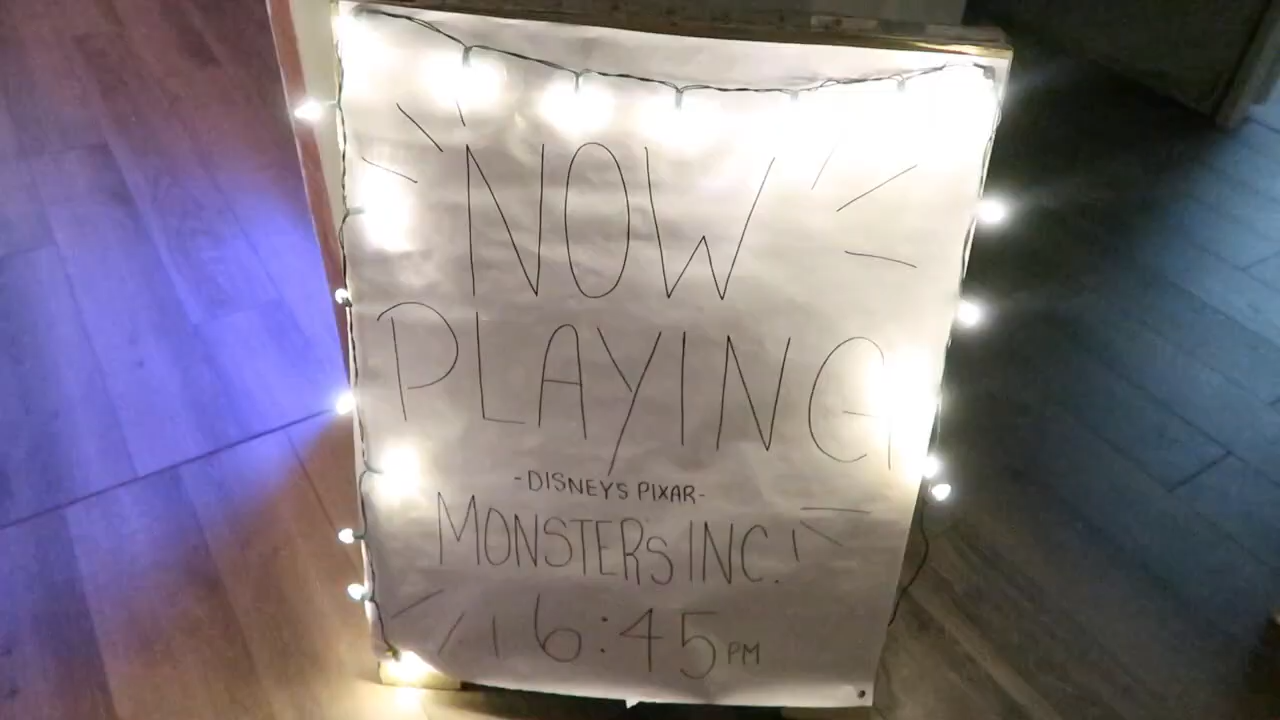 NOW
PLAYING
-DISNEYS PIXAR-
MONSTERS INC.
6:45PM